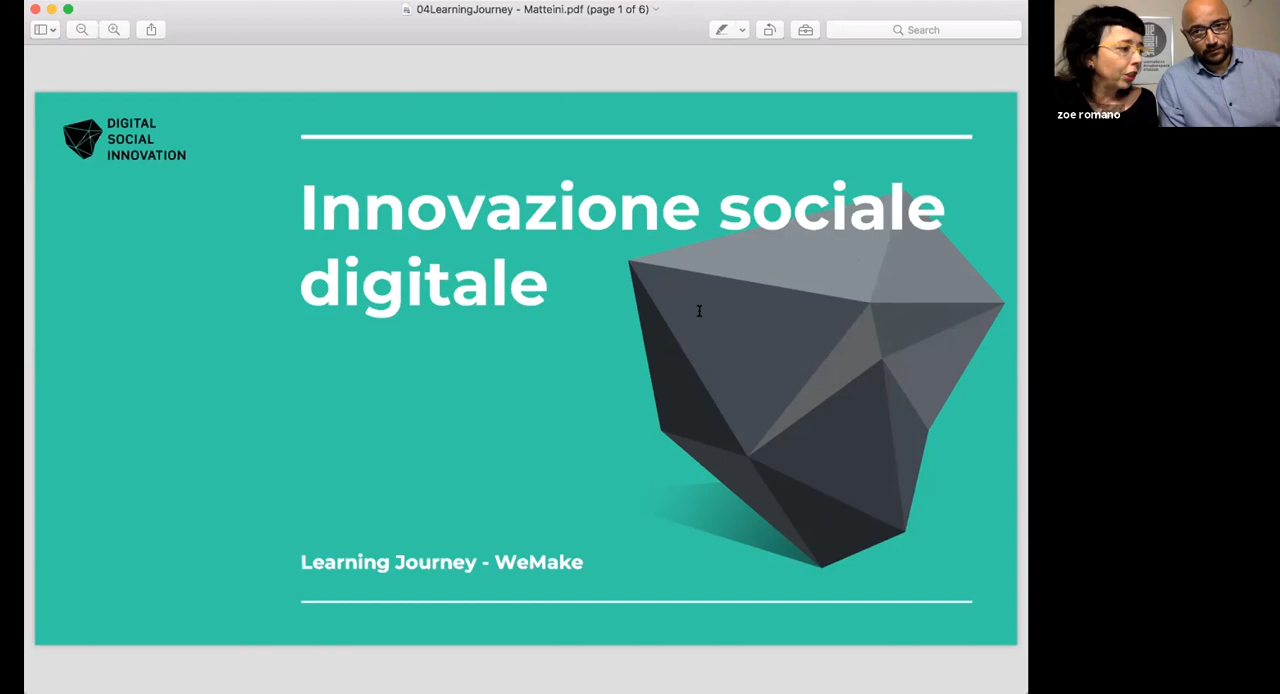 04LearningJourney - Matteini.pdf (page 1 of 6)
Search
zoe romano
DIGITAL
SOCIAL
INNOVATION
Innovazione sociale
digitale
Learning Journey - WeMake